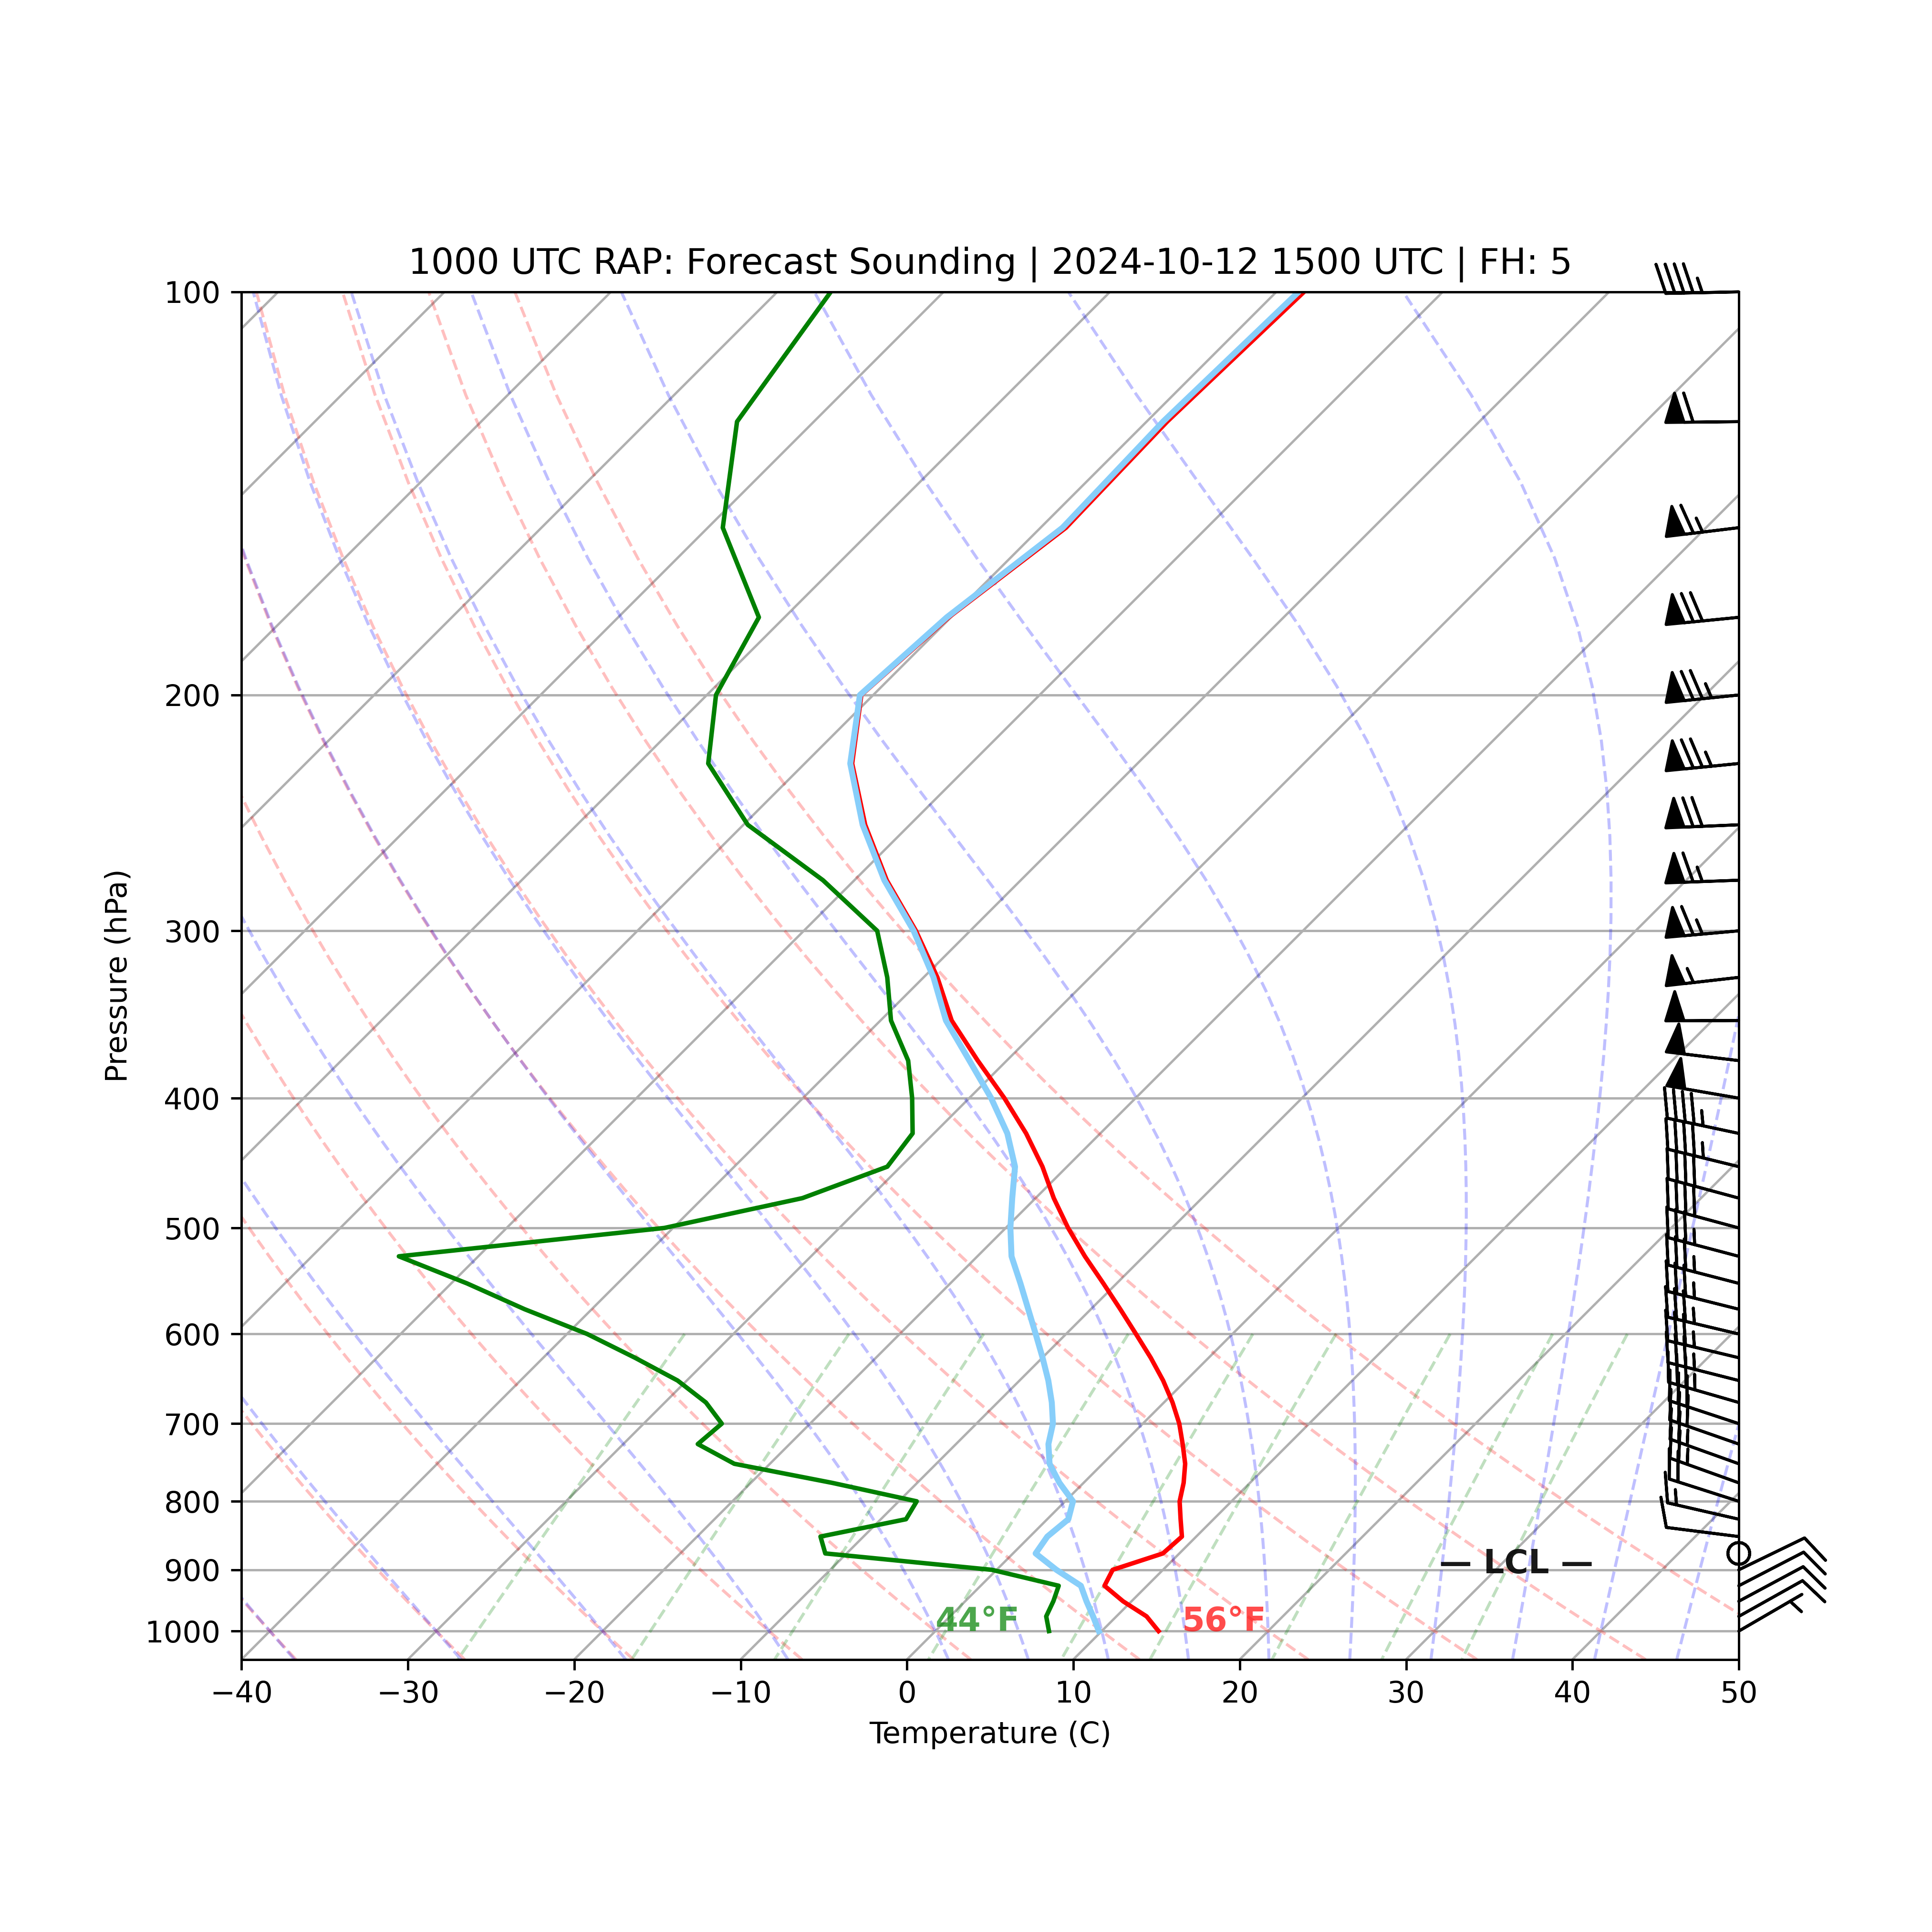 1000 UTC RAP: Forecast Sounding | 2024-10-12 1500 UTC | FH: 5
100
200
300
400
500
600
700
800
900
1000
Pressure (hPa)
— LCL —
44°F
56°F
−40 −30 −20 −10 0 10 20 30 40 50
Temperature (C)